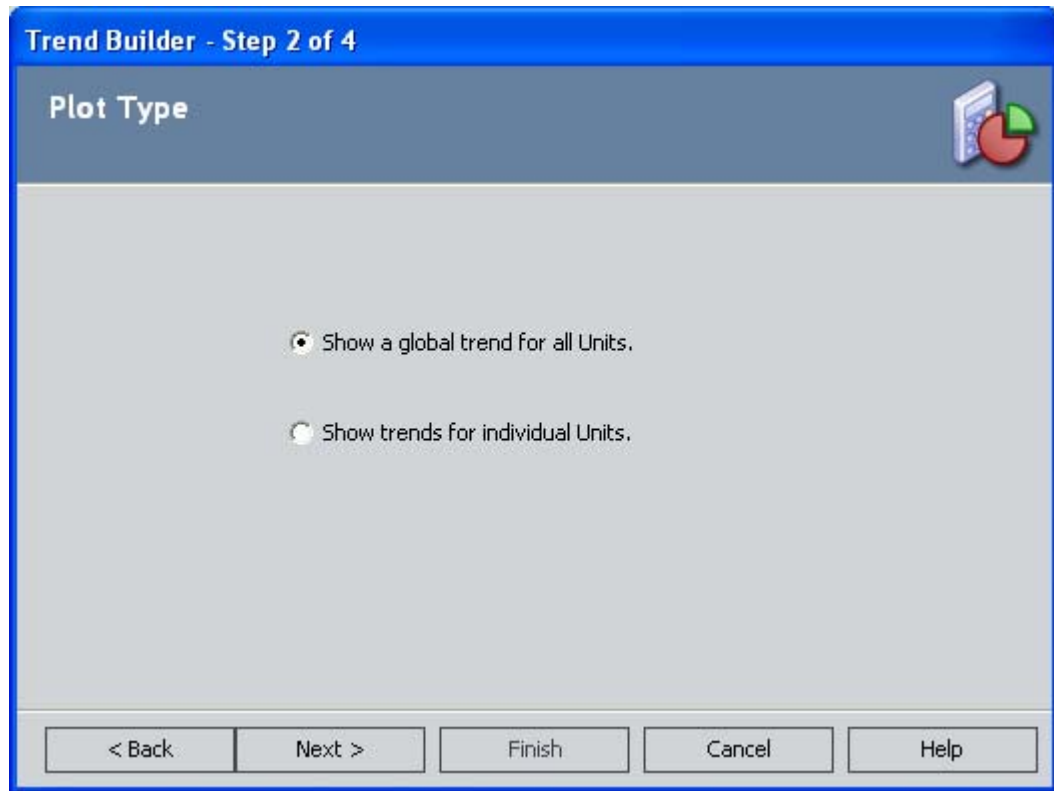 Trend Builder - Step 2 of 4
Plot Type
Show a global trend for all Units.
Show trends for individual Units.
< Back
Next >
Finish
Cancel
Help